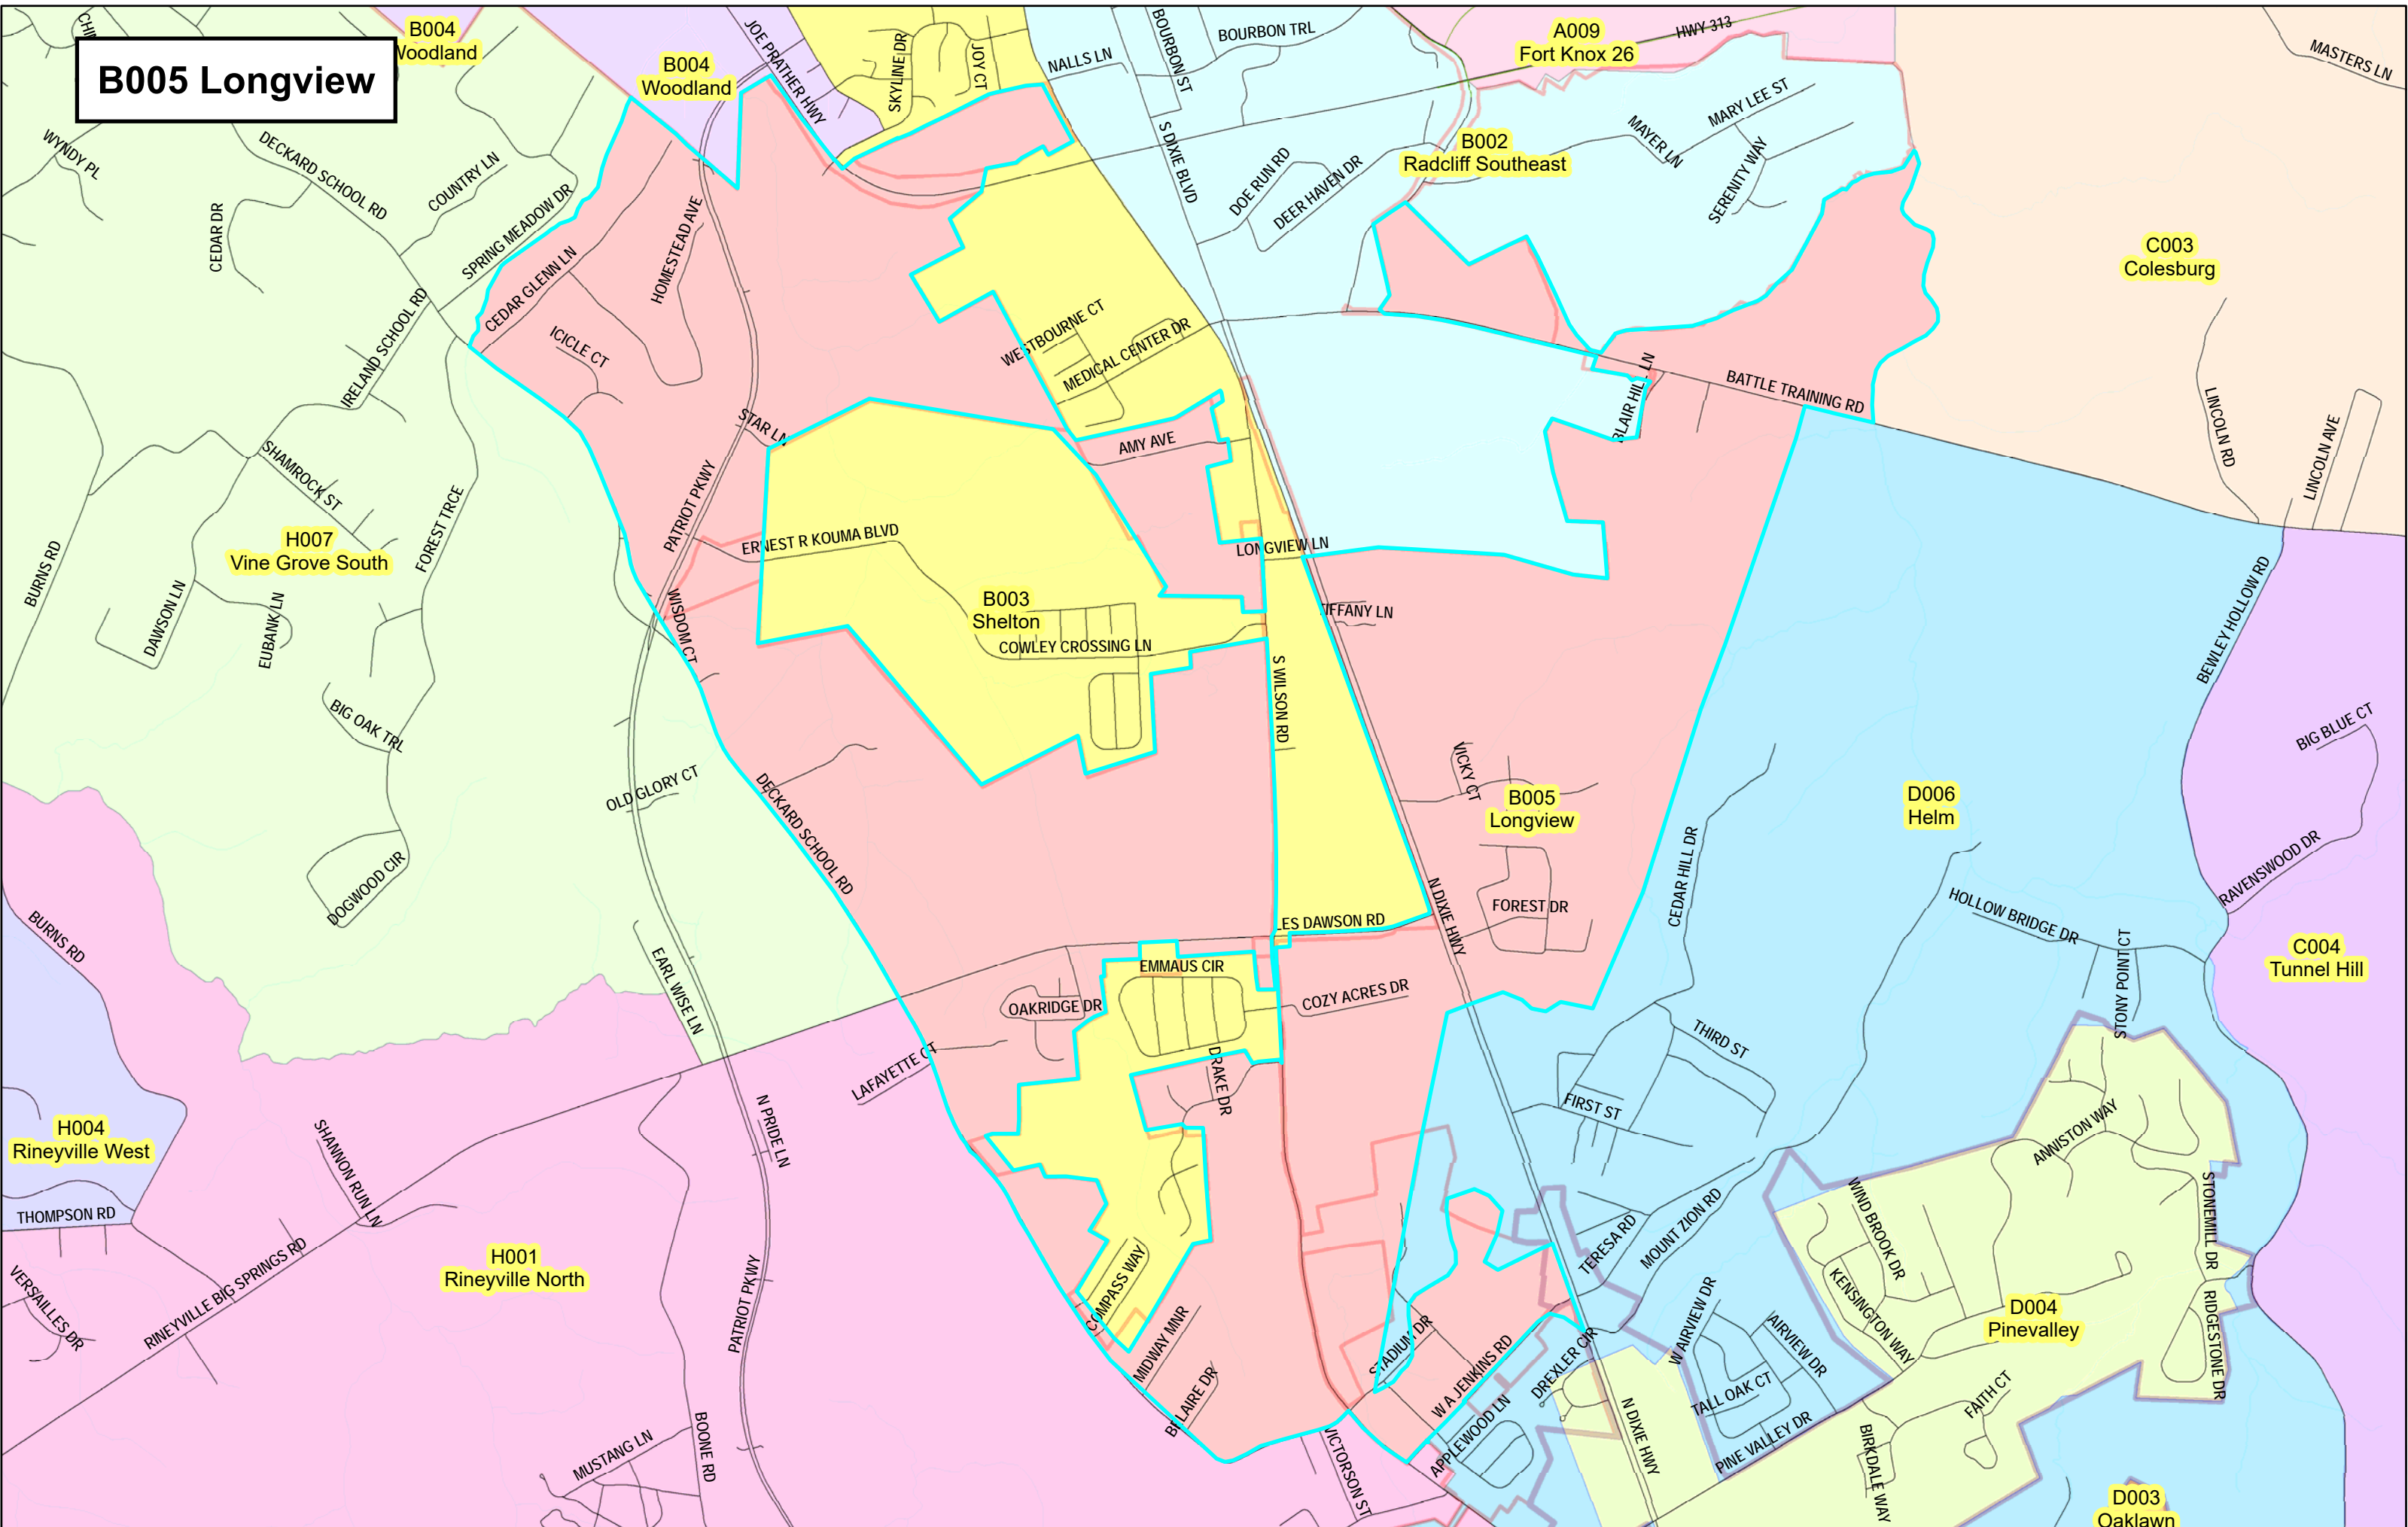 B005 Longview
B004
Woodland
B004
Woodland
A009
Fort Knox 26
HWY 313
MASTERS LN
JOE PRATHER HWY
SKYLINE DR
JOY CT
NALLS LN
BOURBON ST
BOURBON TRL
S DIXIE BLVD
B002
Radcliff Southeast
MAYER LN
MARY LEE ST
SERENITY WAY
DOE RUN RD
DEER HAVEN DR
C003
Colesburg
WYNDY PL
DECKARD SCHOOL RD
COUNTRY LN
SPRING MEADOW DR
CEDAR DR
CEDAR GLENN LN
HOMESTEAD AVE
ICICLE CT
IRELAND SCHOOL RD
WESTBOURNE CT
MEDICAL CENTER DR
BLAIR HILL LN
BATTLE TRAINING RD
LINCOLN RD
LINCOLN AVE
STAR LN
AMY AVE
SHAMROCK ST
PATRIOT PKWY
FOREST TRCE
ERNEST R KOUMA BLVD
LONGVIEW LN
H007
Vine Grove South
BURNS RD
DAWSON LN
EUBANK LN
WISDOM CT
B003
Shelton
COWLEY CROSSING LN
TIFFANY LN
BEWLEY HOLLOW RD
S WILSON RD
BIG OAK TRL
OLD GLORY CT
DECKARD SCHOOL RD
VICKY CT
B005
Longview
D006
Helm
BIG BLUE CT
DOGWOOD CIR
CEDAR HILL DR
RAVENSWOOD DR
FOREST DR
N DIXIE HWY
LES DAWSON RD
HOLLOW BRIDGE DR
BURNS RD
EARL WISE LN
EMMAUS CIR
OAKRIDGE DR
COZY ACRES DR
STONY POINT CT
C004
Tunnel Hill
LAFAYETTE CT
DRAKE DR
THIRD ST
FIRST ST
H004
Rineyville West
SHANNON RUN LN
N PRIDE LN
ANNISTON WAY
THOMPSON RD
H001
Rineyville North
RINEYVILLE BIG SPRINGS RD
VERSAILLES DR
PATRIOT PKWY
COMPASS WAY
MIDWAY MNR
BELAIRE DR
STADIUM DR
W A JENKINS RD
TERESA RD
MOUNT ZION RD
WIND BROOK DR
KENSINGTON WAY
STONEMILL DR
RIDGESTONE DR
D004
Pinevalley
W AIRVIEW DR
AIRVIEW DR
DREXLER CIR
TALL OAK CT
FAITH CT
APPLEWOOD LN
N DIXIE HWY
PINE VALLEY DR
BIRKDALE WAY
MUSTANG LN
BOONE RD
VICTORSON ST
D003
Oaklawn